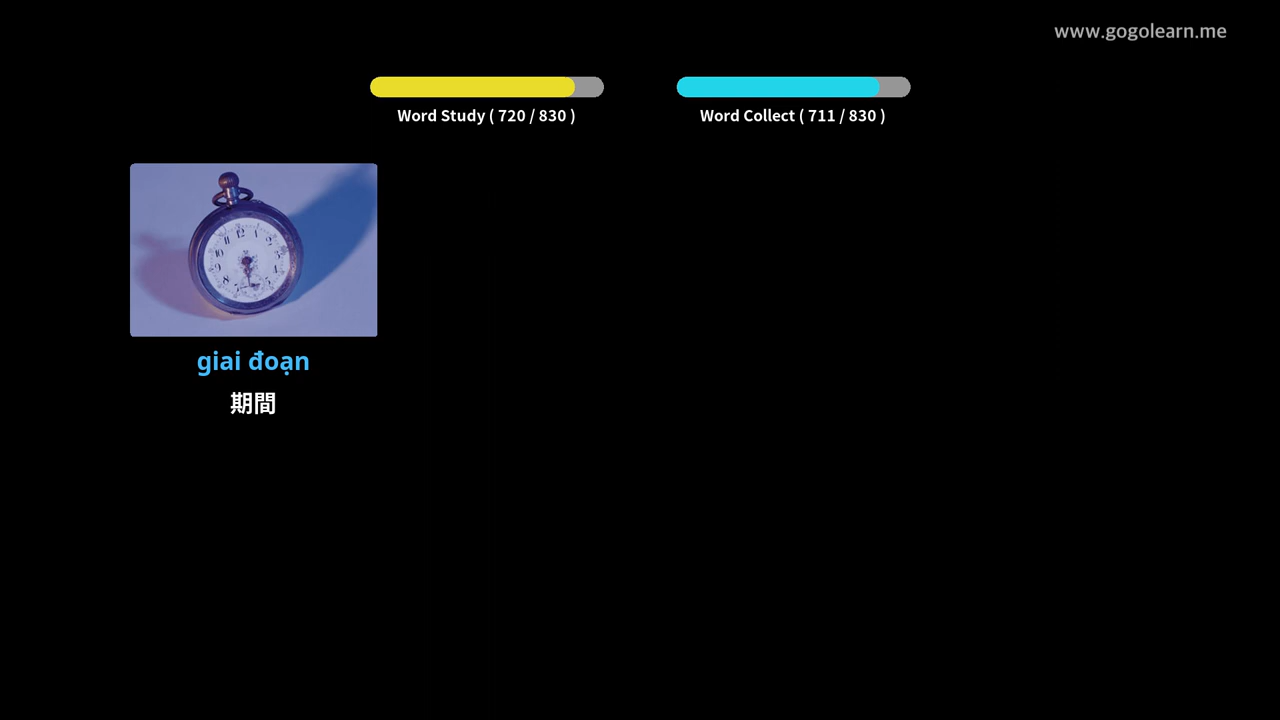 www.gogolearn.me
Word Study ( 720 / 830 )
Word Collect ( 711 / 830 )
giai đoạn
期間